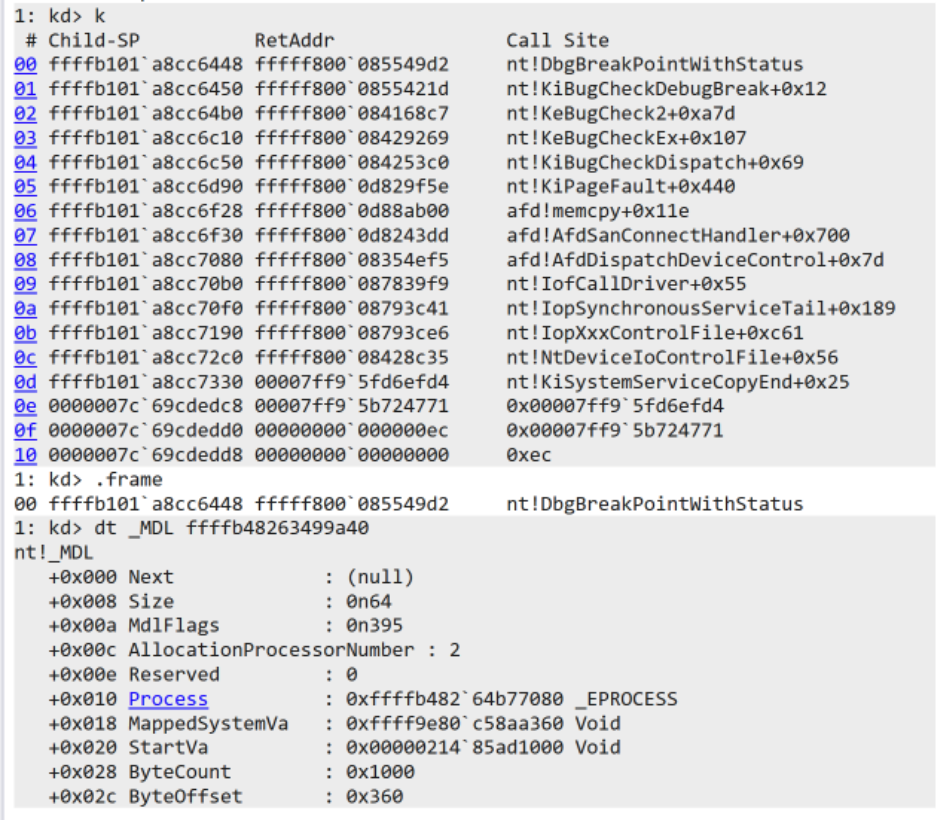 1: kd> k
 # Child-SP          RetAddr               Call Site
00 ffffb101`a8cc6448 fffff800`085549d2     nt!DbgBreakPointWithStatus
01 ffffb101`a8cc6450 fffff800`0855421d     nt!KiBugCheckDebugBreak+0x12
02 ffffb101`a8cc64b0 fffff800`084168c7     nt!KeBugCheck2+0xa7d
03 ffffb101`a8cc6c10 fffff800`08429269     nt!KeBugCheckEx+0x107
04 ffffb101`a8cc6c50 fffff800`084253c0     nt!KiBugCheckDispatch+0x69
05 ffffb101`a8cc6d90 fffff800`0d829f5e     nt!KiPageFault+0x440
06 ffffb101`a8cc6f28 fffff800`0d88ab00     afd!memcpy+0x11e
07 ffffb101`a8cc6f30 fffff800`0d8243dd     afd!AfdSanConnectHandler+0x700
08 ffffb101`a8cc7080 fffff800`08354ef5     afd!AfdDispatchDeviceControl+0x7d
09 ffffb101`a8cc70b0 fffff800`087839f9     nt!IofCallDriver+0x55
0a ffffb101`a8cc70f0 fffff800`08793c41     nt!IopSynchronousServiceTail+0x189
0b ffffb101`a8cc7190 fffff800`08793ce6     nt!IopXxxControlFile+0xc61
0c ffffb101`a8cc72c0 fffff800`08428c35     nt!NtDeviceIoControlFile+0x56
0d ffffb101`a8cc7330 00007ff9`5fd6efd4     nt!KiSystemServiceCopyEnd+0x25
0e 0000007c`69cdedc8 00007ff9`5b724771     0x00007ff9`5fd6efd4
0f 0000007c`69cdedd0 00000000`000000ec     0x00007ff9`5b724771
10 0000007c`69cdedd8 00000000`00000000     0xec
1: kd> .frame
00 ffffb101`a8cc6448 fffff800`085549d2     nt!DbgBreakPointWithStatus
1: kd> dt _MDL ffffb48263499a40
nt!_MDL
   +0x000 Next             : (null)
   +0x008 Size             : 0n64
   +0x00a MdlFlags         : 0n395
   +0x00c AllocationProcessorNumber : 2
   +0x00e Reserved         : 0
   +0x010 Process          : 0xffffb482`64b77080 _EPROCESS
   +0x018 MappedSystemVa   : 0xffff9e80`c58aa360 Void
   +0x020 StartVa          : 0x00000214`85ad1000 Void
   +0x028 ByteCount        : 0x1000
   +0x02c ByteOffset       : 0x360